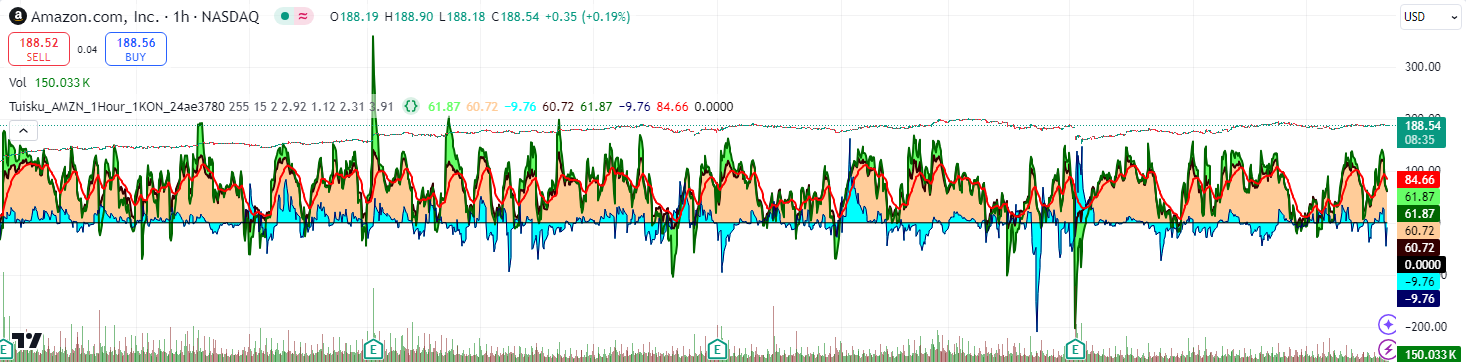 Amazon.com, Inc. · 1h · NASDAQ ≈ O188.19 H188.90 L188.18 C188.54 +0.35 (+0.19%)
USD
188.52 SELL
0.04
188.56 BUY
Vol 150.033 K
300.00
Tuisku_AMZN_1Hour_1KON_24ae3780 255 15 2 2.92 1.12 2.31 3.91 {} 61.87 60.72 −9.76 60.72 61.87 −9.76 84.66 0.0000
188.54
08:35
84.66
61.87
61.87
60.72
60.72
0.0000
−9.76
−9.76
−200.00
E E E E
150.033 K